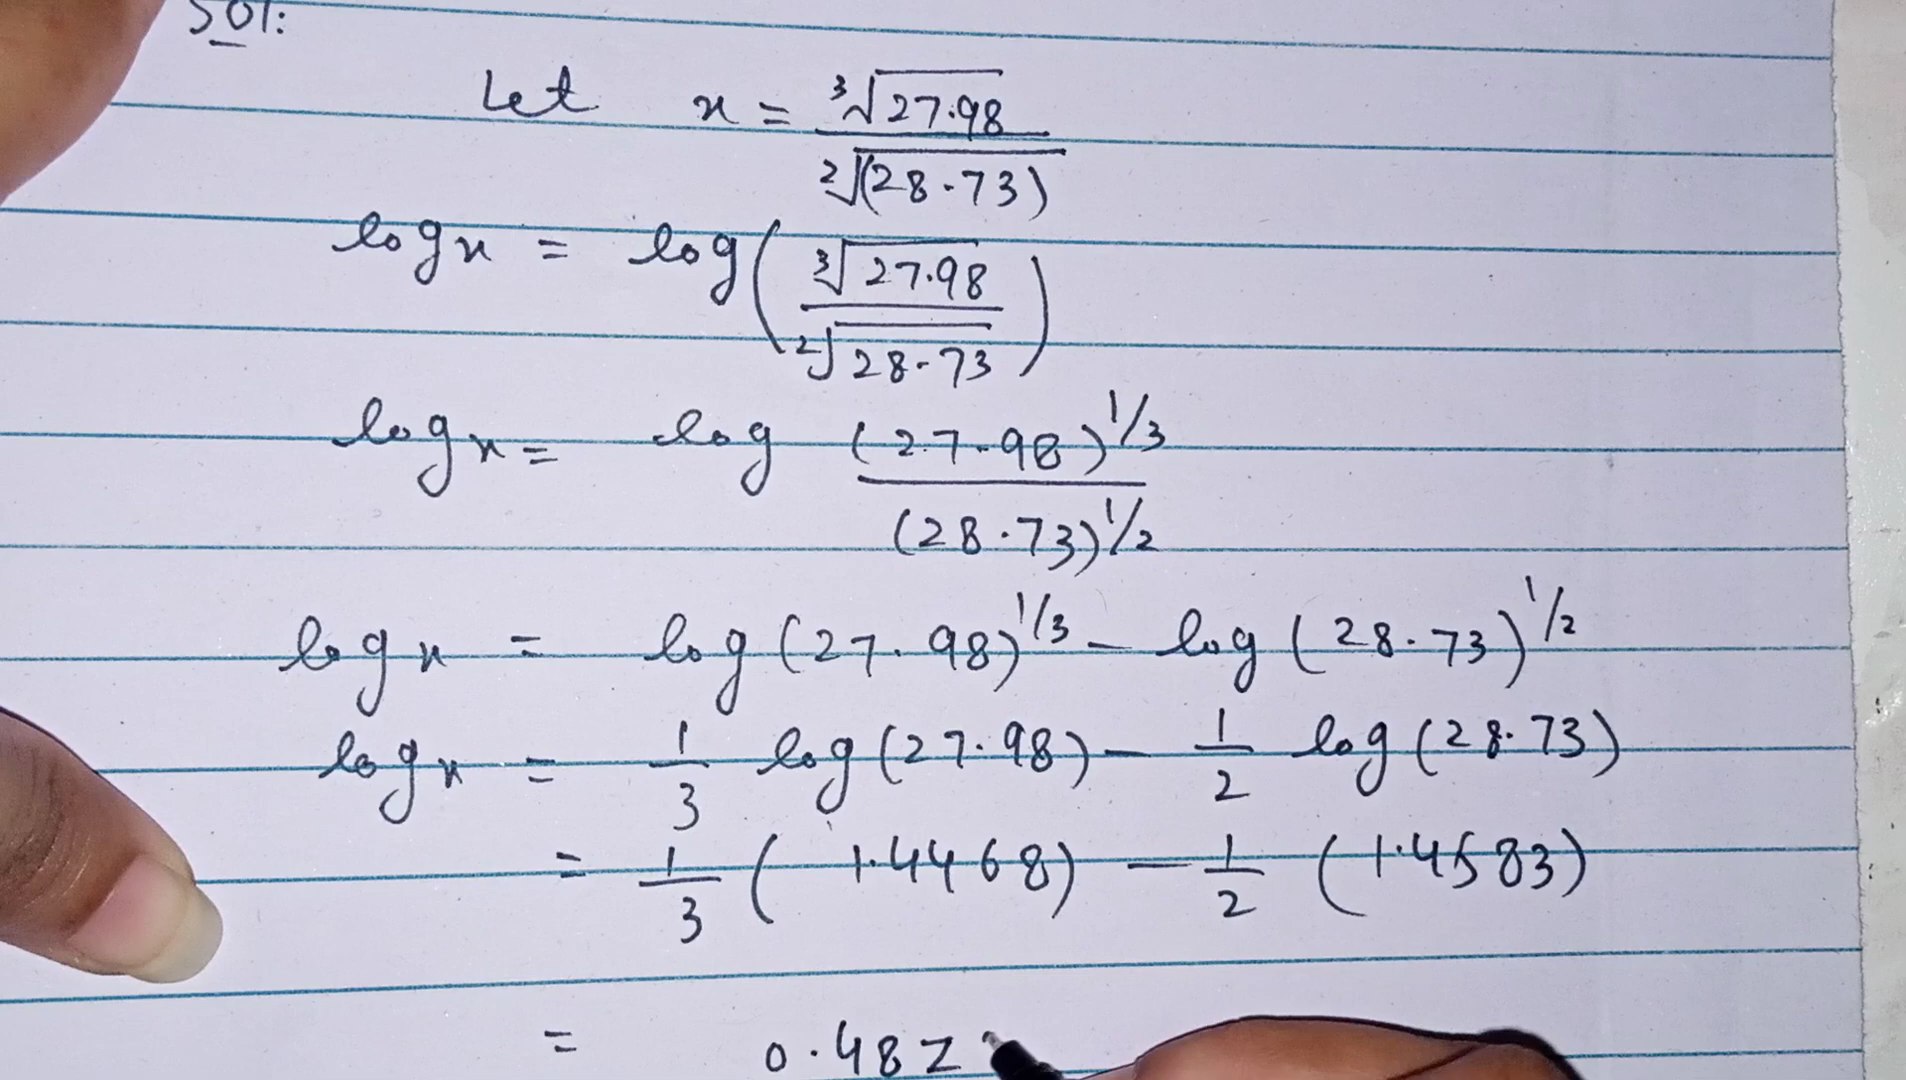 Sol:
Let x = ³√27.98 / ²√(28.73)
log x = log( ³√27.98 / ²√28.73 )
log x = log (27.98)^1/3 / (28.73)^1/2
log x = log (27.98)^1/3 - log (28.73)^1/2
log x = 1/3 log (27.98) - 1/2 log (28.73)
= 1/3 ( 1.4468) - 1/2 (1.4583)
= 0.482